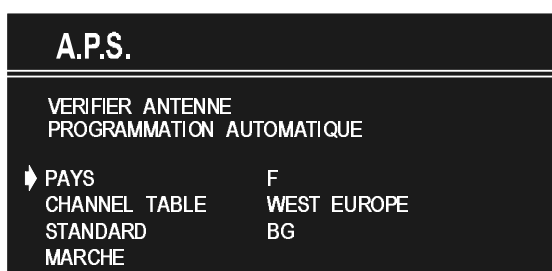 A.P.S.
VERIFIER ANTENNE
PROGRAMMATION AUTOMATIQUE
PAYS F
CHANNEL TABLE WEST EUROPE
STANDARD BG
MARCHE